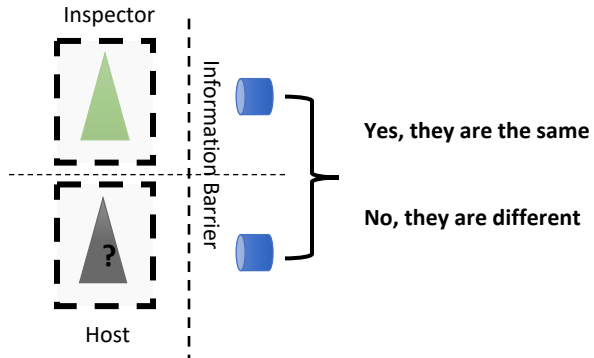 Inspector
Information Barrier
Yes, they are the same
No, they are different
?
Host